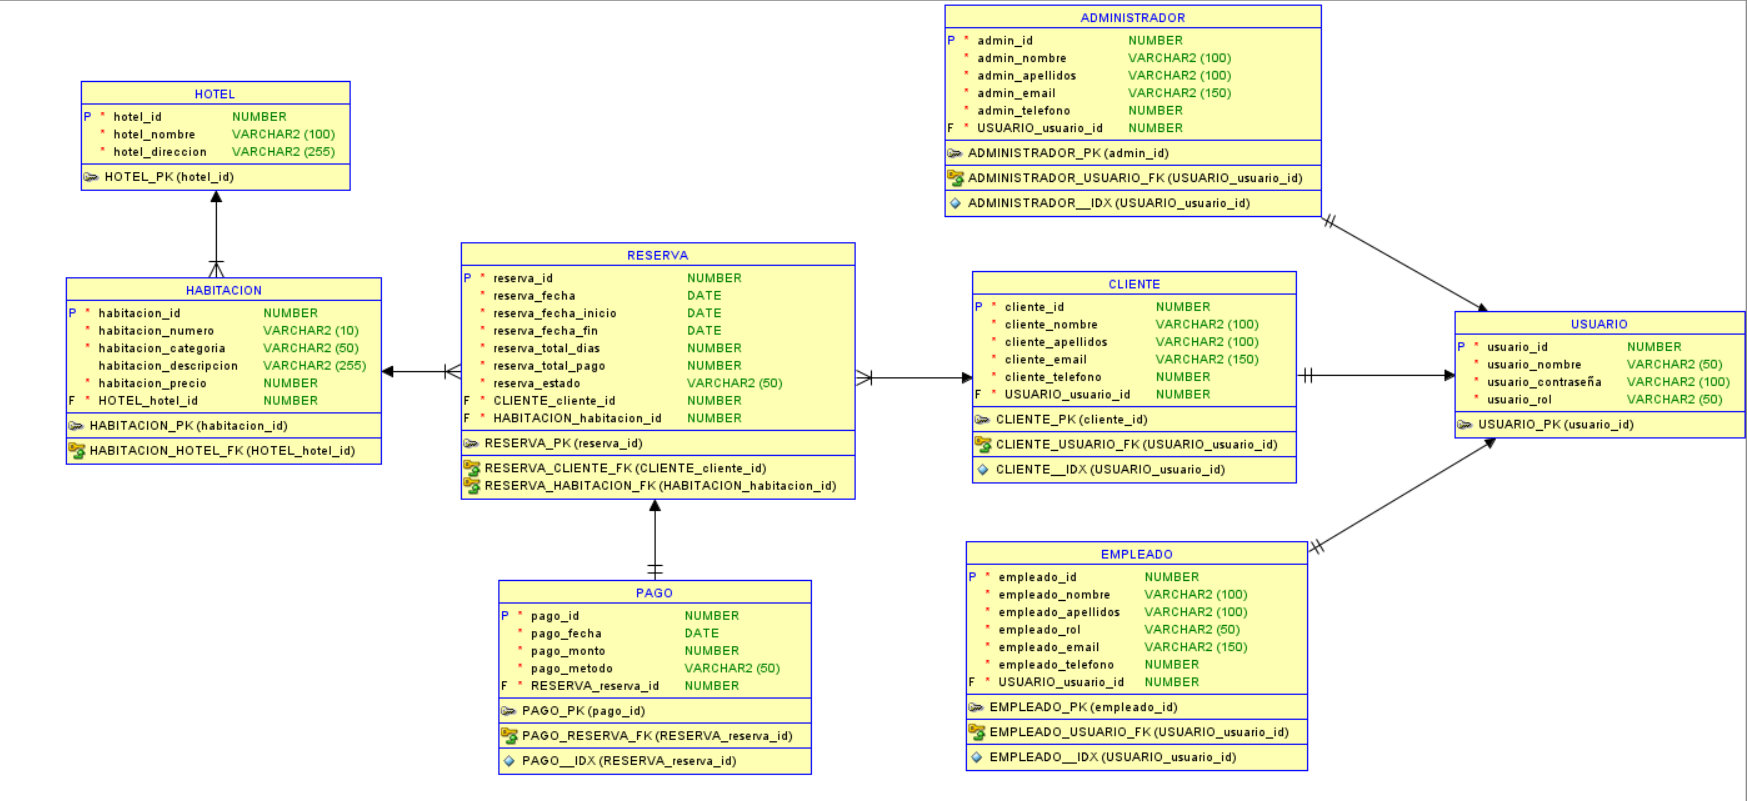 ADMINISTRADOR
P * admin_id NUMBER
* admin_nombre VARCHAR2 (100)
* admin_apellidos VARCHAR2 (100)
* admin_email VARCHAR2 (150)
* admin_telefono NUMBER
F * USUARIO_usuario_id NUMBER
ADMINISTRADOR_PK (admin_id)
ADMINISTRADOR_USUARIO_FK (USUARIO_usuario_id)
ADMINISTRADOR__IDX (USUARIO_usuario_id)
HOTEL
P * hotel_id NUMBER
* hotel_nombre VARCHAR2 (100)
* hotel_direccion VARCHAR2 (255)
HOTEL_PK (hotel_id)
HABITACION
P * habitacion_id NUMBER
* habitacion_numero VARCHAR2 (10)
* habitacion_categoria VARCHAR2 (50)
habitacion_descripcion VARCHAR2 (255)
* habitacion_precio NUMBER
F * HOTEL_hotel_id NUMBER
HABITACION_PK (habitacion_id)
HABITACION_HOTEL_FK (HOTEL_hotel_id)
RESERVA
P * reserva_id NUMBER
* reserva_fecha DATE
* reserva_fecha_inicio DATE
* reserva_fecha_fin DATE
* reserva_total_dias NUMBER
* reserva_total_pago NUMBER
* reserva_estado VARCHAR2 (50)
F * CLIENTE_cliente_id NUMBER
F * HABITACION_habitacion_id NUMBER
RESERVA_PK (reserva_id)
RESERVA_CLIENTE_FK (CLIENTE_cliente_id)
RESERVA_HABITACION_FK (HABITACION_habitacion_id)
CLIENTE
P * cliente_id NUMBER
* cliente_nombre VARCHAR2 (100)
* cliente_apellidos VARCHAR2 (100)
* cliente_email VARCHAR2 (150)
* cliente_telefono NUMBER
F * USUARIO_usuario_id NUMBER
CLIENTE_PK (cliente_id)
CLIENTE_USUARIO_FK (USUARIO_usuario_id)
CLIENTE__IDX (USUARIO_usuario_id)
USUARIO
P * usuario_id NUMBER
* usuario_nombre VARCHAR2 (50)
* usuario_contraseña VARCHAR2 (100)
* usuario_rol VARCHAR2 (50)
USUARIO_PK (usuario_id)
PAGO
P * pago_id NUMBER
* pago_fecha DATE
* pago_monto NUMBER
* pago_metodo VARCHAR2 (50)
F * RESERVA_reserva_id NUMBER
PAGO_PK (pago_id)
PAGO_RESERVA_FK (RESERVA_reserva_id)
PAGO__IDX (RESERVA_reserva_id)
EMPLEADO
P * empleado_id NUMBER
* empleado_nombre VARCHAR2 (100)
* empleado_apellidos VARCHAR2 (100)
* empleado_rol VARCHAR2 (50)
* empleado_email VARCHAR2 (150)
* empleado_telefono NUMBER
F * USUARIO_usuario_id NUMBER
EMPLEADO_PK (empleado_id)
EMPLEADO_USUARIO_FK (USUARIO_usuario_id)
EMPLEADO__IDX (USUARIO_usuario_id)